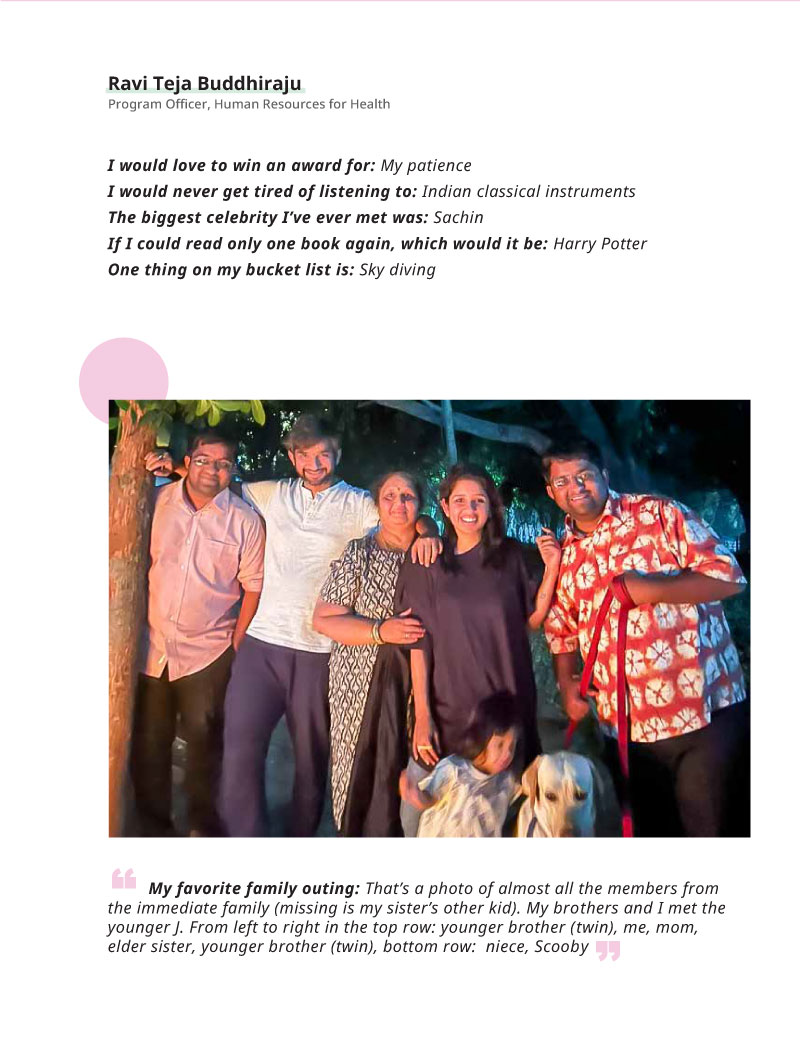 Ravi Teja Buddhiraju
Program Officer, Human Resources for Health
I would love to win an award for: My patience
I would never get tired of listening to: Indian classical instruments
The biggest celebrity I’ve ever met was: Sachin
If I could read only one book again, which would it be: Harry Potter
One thing on my bucket list is: Sky diving
❝ My favorite family outing: That’s a photo of almost all the members from
the immediate family (missing is my sister’s other kid). My brothers and I met the
younger J. From left to right in the top row: younger brother (twin), me, mom,
elder sister, younger brother (twin), bottom row:  niece, Scooby ❞